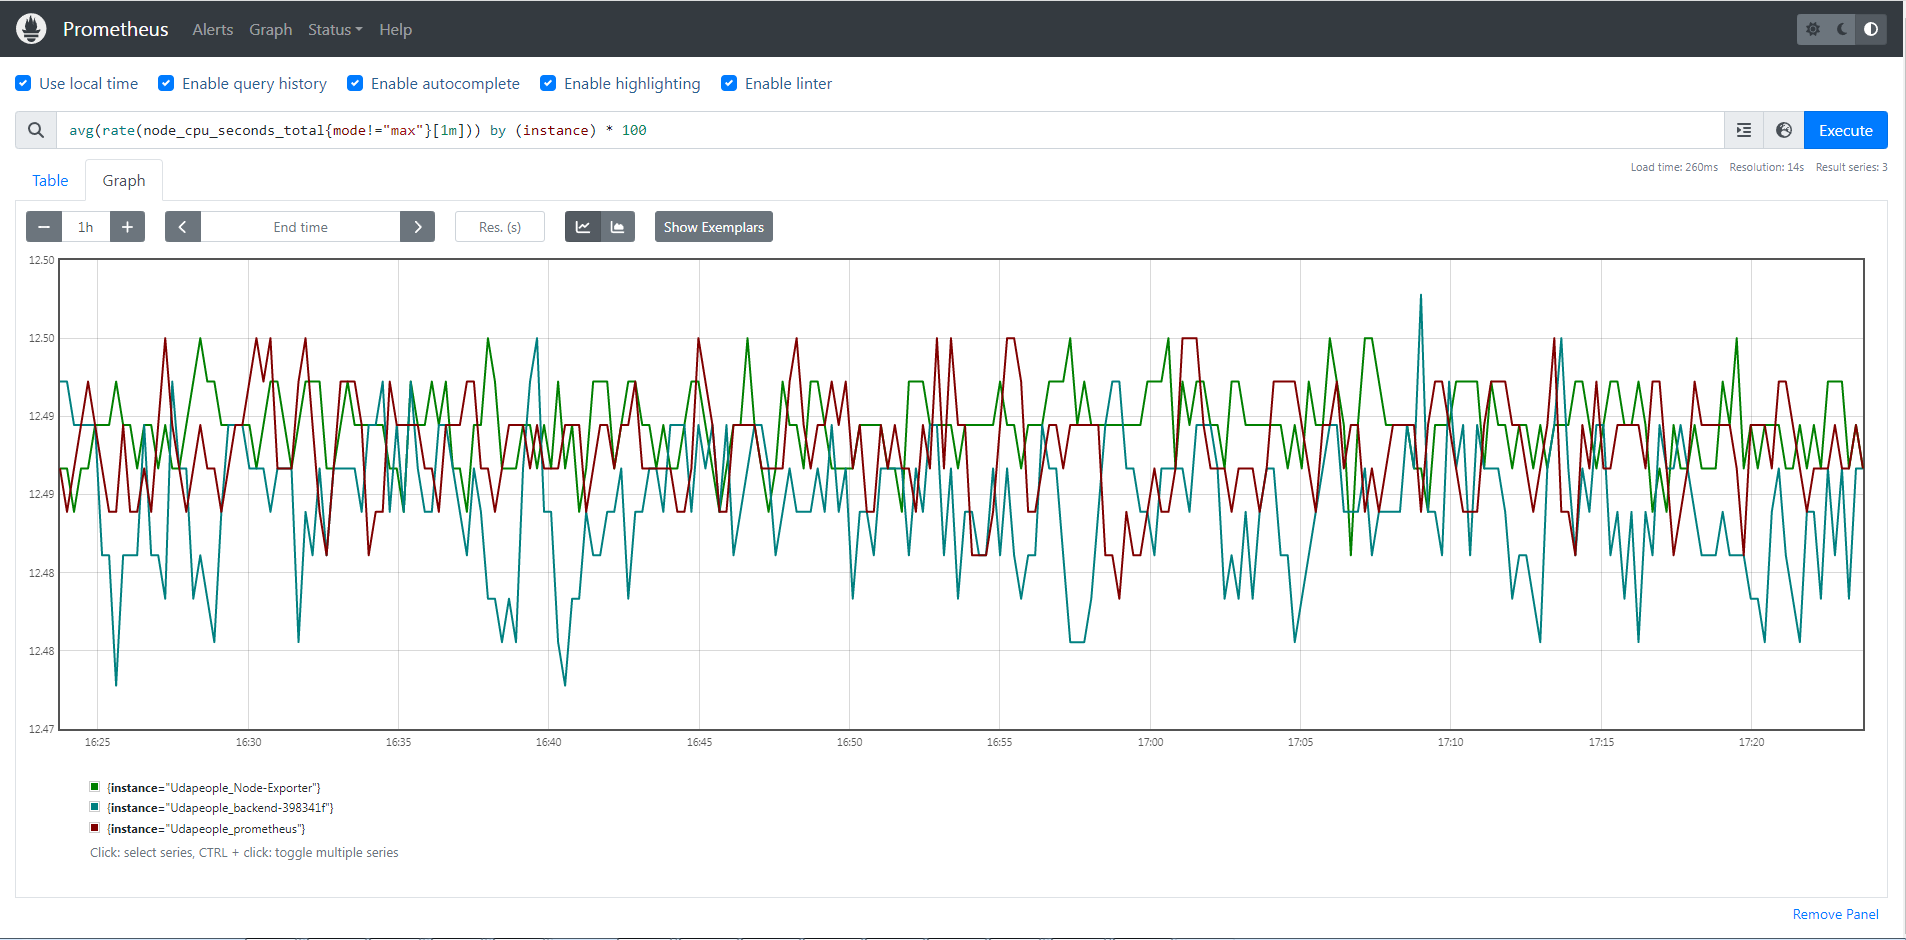 Prometheus Alerts Graph Status Help
Use local time Enable query history Enable autocomplete Enable highlighting Enable linter
avg(rate(node_cpu_seconds_total{mode!="max"}[1m])) by (instance) * 100
Execute
Load time: 260ms Resolution: 14s Result series: 3
Table Graph
1h End time Res. (s) Show Exemplars
12.50
12.50
12.49
12.49
12.48
12.48
12.47
16:25 16:30 16:35 16:40 16:45 16:50 16:55 17:00 17:05 17:10 17:15 17:20
{instance="Udapeople_Node-Exporter"}
{instance="Udapeople_backend-398341f"}
{instance="Udapeople_prometheus"}
Click: select series, CTRL + click: toggle multiple series
Remove Panel